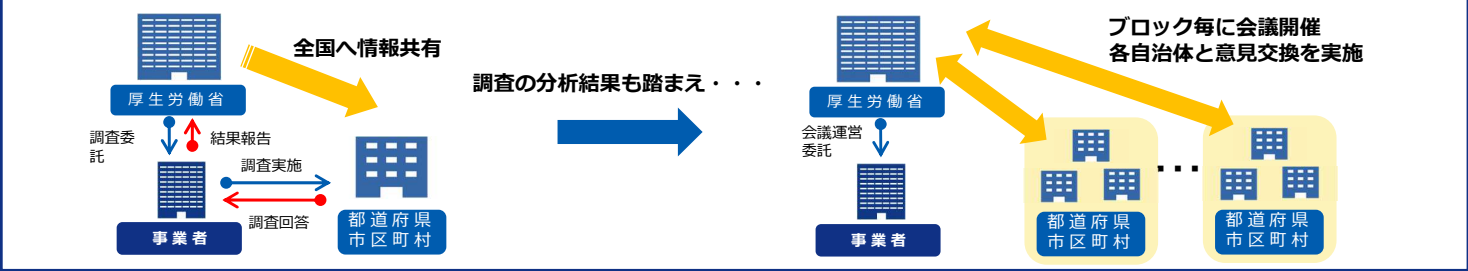 全国へ情報共有
厚生労働省
調査委
託
結果報告
調査実施
調査回答
事業者
都道府県
市区町村
調査の分析結果も踏まえ・・・
ブロック毎に会議開催
各自治体と意見交換を実施
厚生労働省
会議運営
委託
事業者
都道府県
市区町村
・・・
都道府県
市区町村